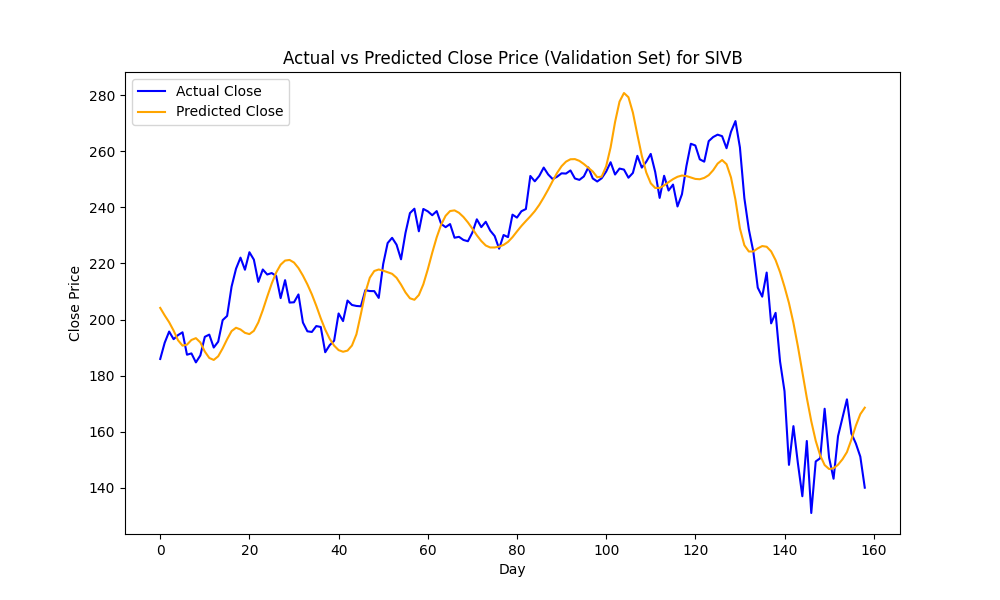 Actual vs Predicted Close Price (Validation Set) for SIVB
Actual Close
Predicted Close
Close Price
280
260
240
220
200
180
160
140
0 20 40 60 80 100 120 140 160
Day